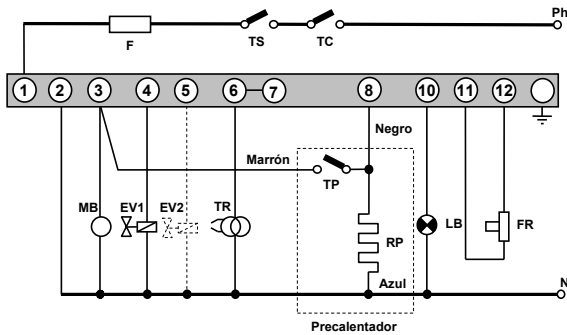 Ph
F TS TC
1 2 3 4 5 6 7 8 10 11 12
Negro
Marrón
TP
MB EV1 EV2 TR LB FR
RP
Azul
N
Precalentador